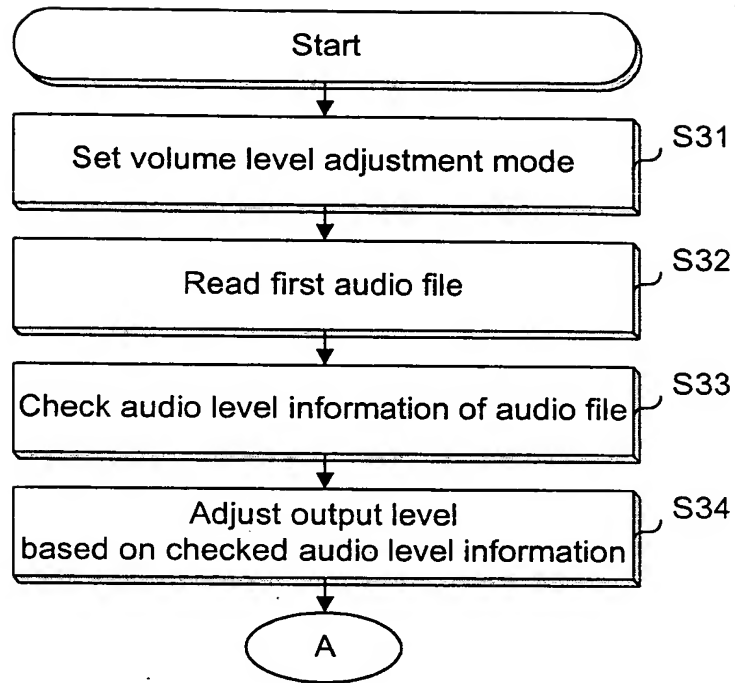 Start
Set volume level adjustment mode
S31
Read first audio file
S32
Check audio level information of audio file
S33
Adjust output level
based on checked audio level information
S34
A